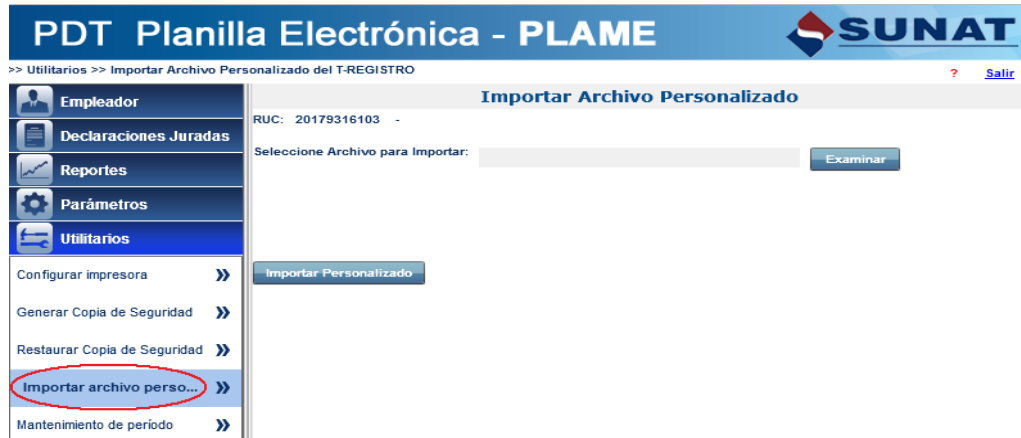 PDT Planilla Electrónica - PLAME
SUNAT
>> Utilitarios >> Importar Archivo Personalizado del T-REGISTRO
? Salir
Empleador
Declaraciones Juradas
Reportes
Parámetros
Utilitarios
Configurar impresora »
Generar Copia de Seguridad »
Restaurar Copia de Seguridad »
Importar archivo perso... »
Mantenimiento de período »
Importar Archivo Personalizado
RUC: 20179316103 -
Seleccione Archivo para Importar:
Examinar
Importar Personalizado